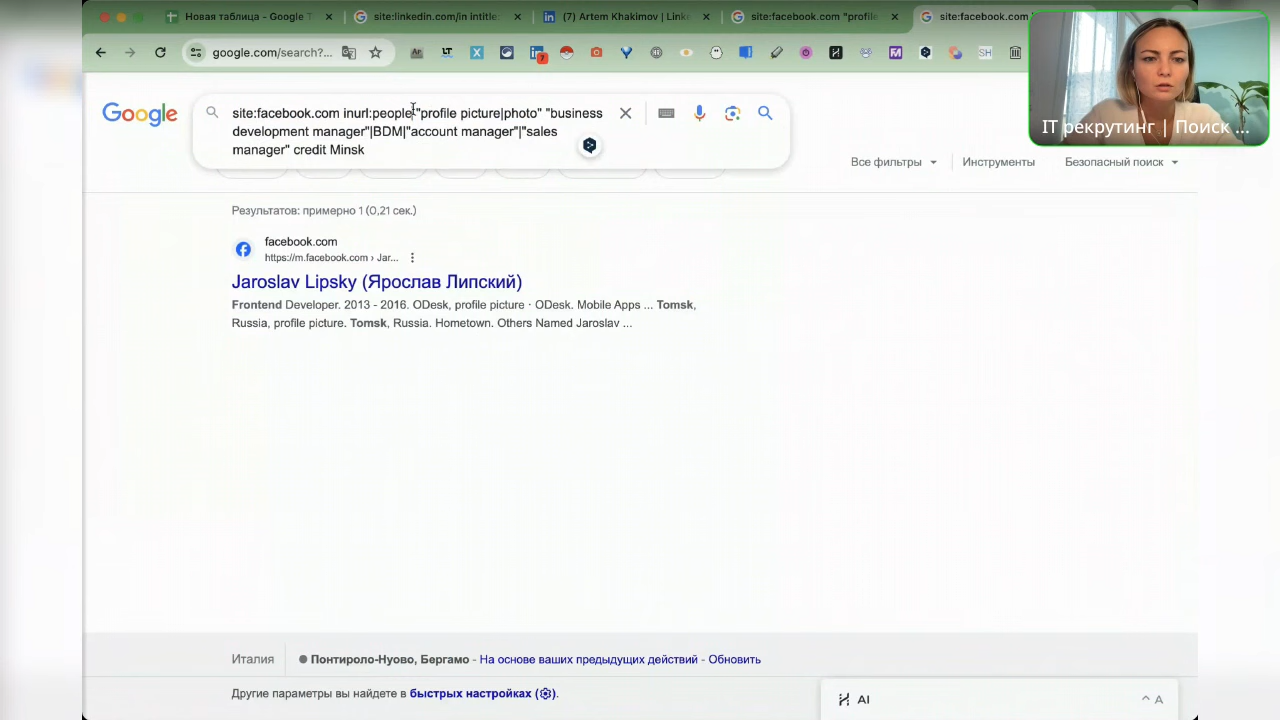 Новая таблица - Google T
site:linkedin.com/in intitle:
(7) Artem Khakimov | Linke
site:facebook.com "profile
site:facebook.com
google.com/search?...
7
SH
Google
site:facebook.com inurl:people "profile picture|photo" "business
development manager"|BDM|"account manager"|"sales
manager" credit Minsk
IT рекрутинг | Поиск ...
Все фильтры
Инструменты
Безопасный поиск
Результатов: примерно 1 (0,21 сек.)
facebook.com
https://m.facebook.com › Jar...
Jaroslav Lipsky (Ярослав Липский)
Frontend Developer. 2013 - 2016. ODesk, profile picture · ODesk. Mobile Apps ... Tomsk,
Russia, profile picture. Tomsk, Russia. Hometown. Others Named Jaroslav ...
Италия
Понтироло-Нуово, Бергамо - На основе ваших предыдущих действий - Обновить
Другие параметры вы найдете в быстрых настройках.
AI
A